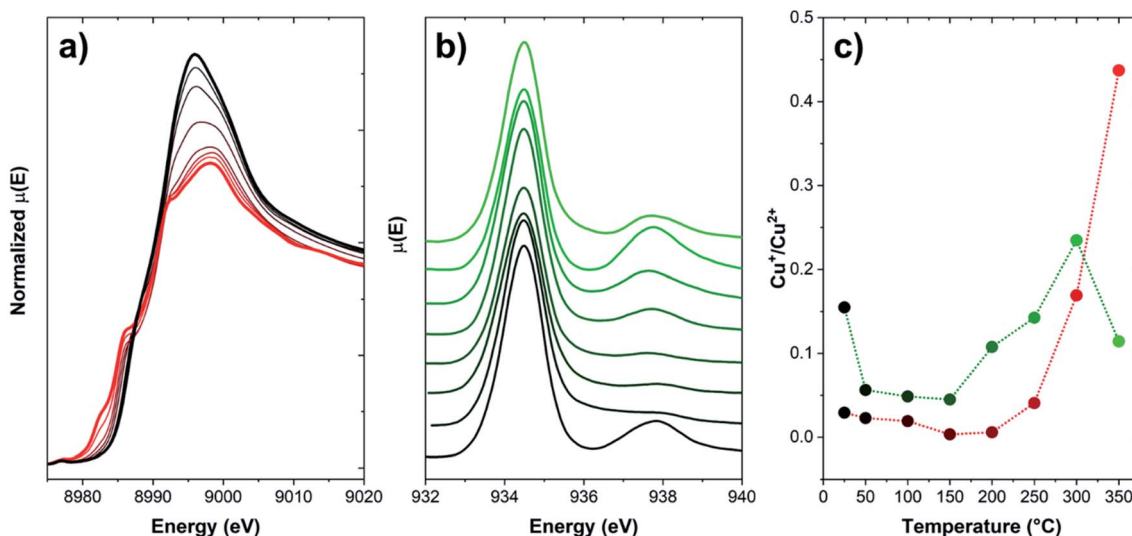 a)
Normalized μ(E)
8980 8990 9000 9010 9020
Energy (eV)
b)
μ(E)
932 934 936 938 940
Energy (eV)
c)
Cu⁺/Cu²⁺
0.5
0.4
0.3
0.2
0.1
0.0
0 50 100 150 200 250 300 350
Temperature (°C)